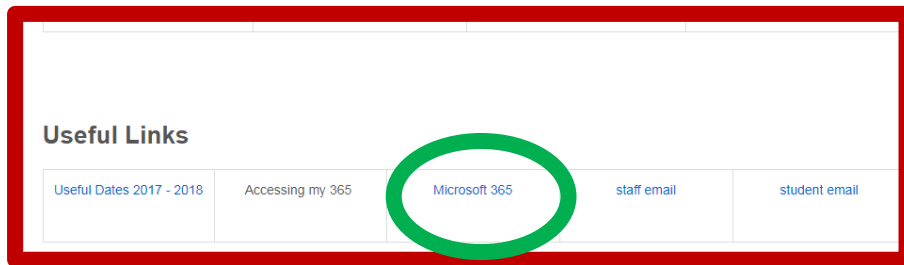 Useful Links
Useful Dates 2017 - 2018 Accessing my 365 Microsoft 365 staff email student email